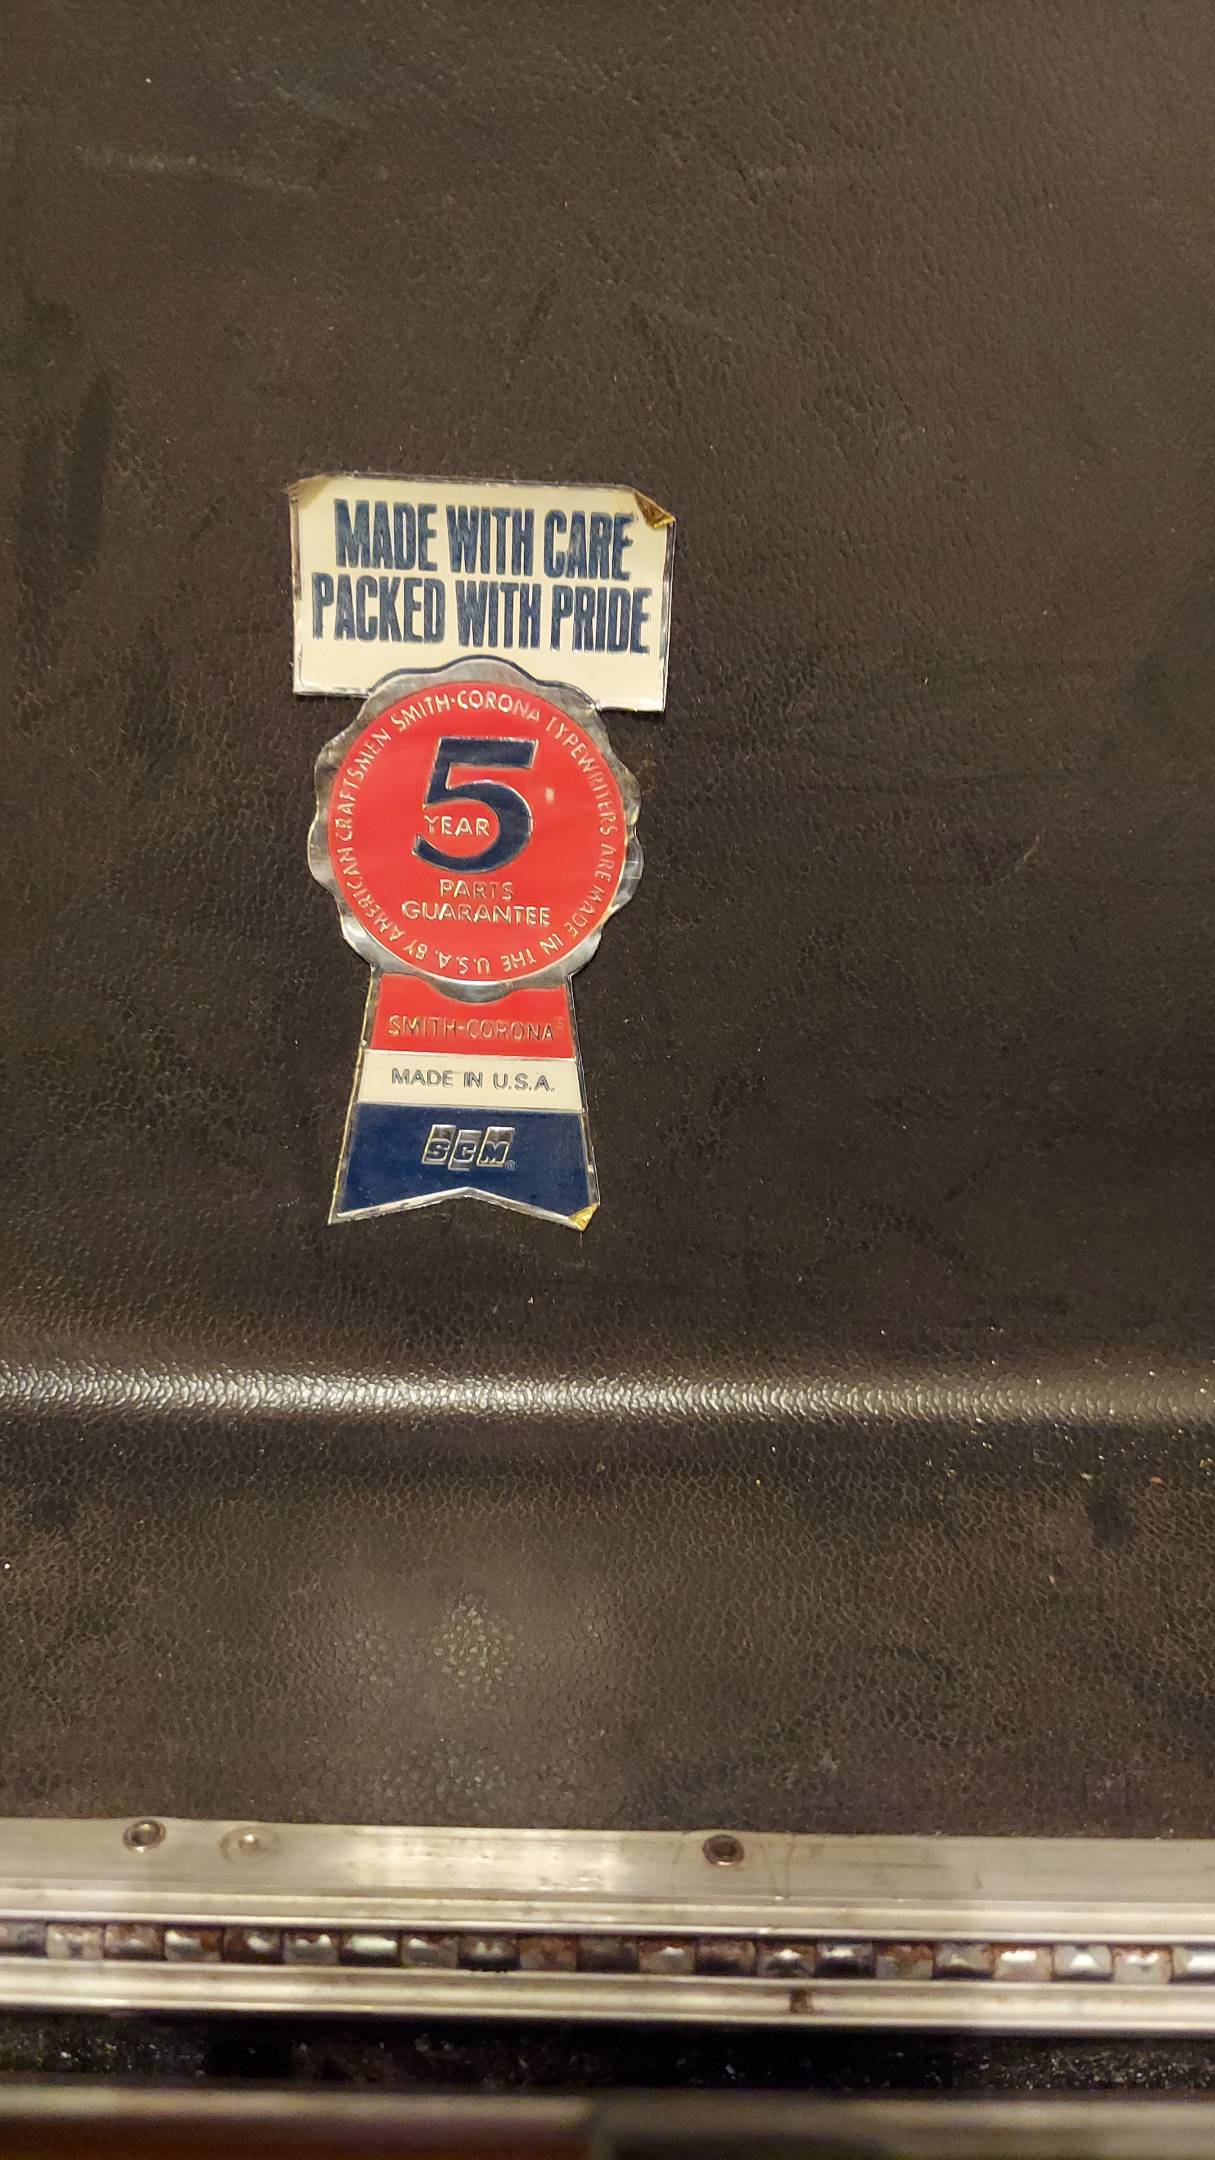 MADE WITH CARE
PACKED WITH PRIDE
SMITH-CORONA TYPEWRITERS ARE MADE IN THE U.S.A. BY AMERICAN CRAFTSMEN
5
YEAR
PARTS
GUARANTEE
SMITH-CORONA®
MADE IN U.S.A.
SCM®